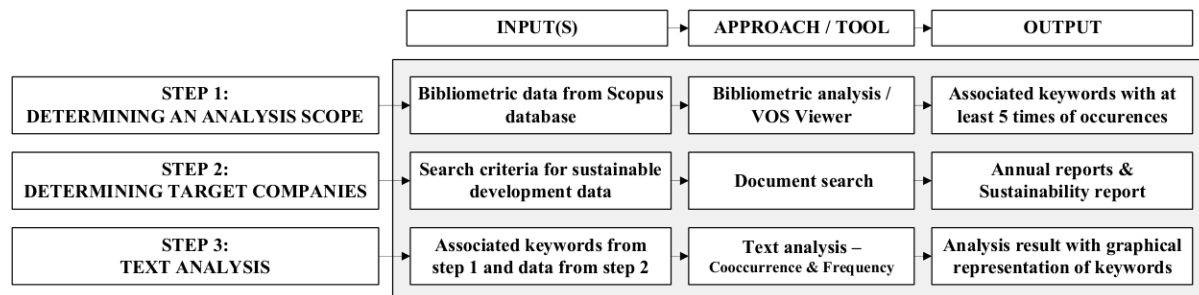 INPUT(S)
APPROACH / TOOL
OUTPUT
STEP 1:
DETERMINING AN ANALYSIS SCOPE
Bibliometric data from Scopus
database
Bibliometric analysis /
VOS Viewer
Associated keywords with at
least 5 times of occurences
STEP 2:
DETERMINING TARGET COMPANIES
Search criteria for sustainable
development data
Document search
Annual reports &
Sustainability report
STEP 3:
TEXT ANALYSIS
Associated keywords from
step 1 and data from step 2
Text analysis –
Cooccurrence & Frequency
Analysis result with graphical
representation of keywords